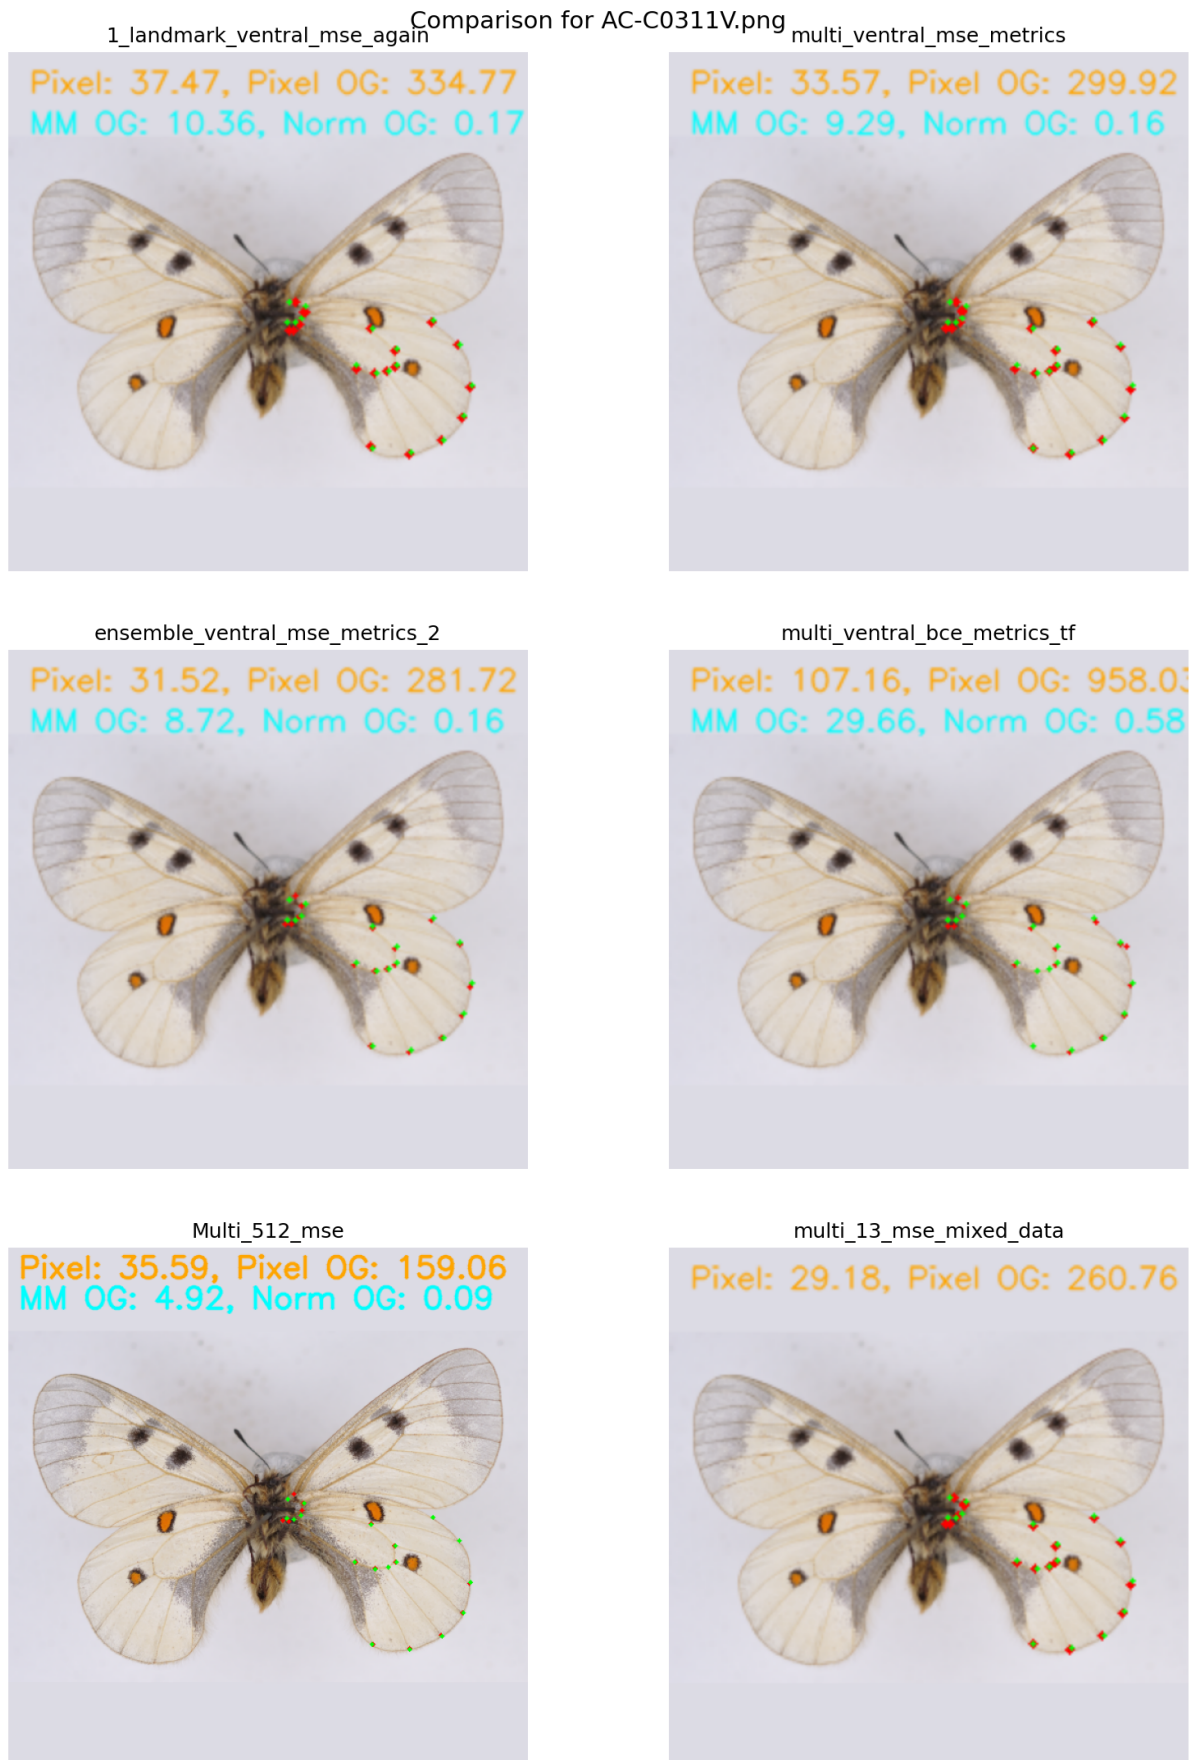 Comparison for AC-C0311V.png
1_landmark_ventral_mse_again
multi_ventral_mse_metrics
Pixel: 37.47, Pixel OG: 334.77
MM OG: 10.36, Norm OG: 0.17
Pixel: 33.57, Pixel OG: 299.92
MM OG: 9.29, Norm OG: 0.16
ensemble_ventral_mse_metrics_2
multi_ventral_bce_metrics_tf
Pixel: 31.52, Pixel OG: 281.72
MM OG: 8.72, Norm OG: 0.16
Pixel: 107.16, Pixel OG: 958.03
MM OG: 29.66, Norm OG: 0.58
Multi_512_mse
multi_13_mse_mixed_data
Pixel: 35.59, Pixel OG: 159.06
MM OG: 4.92, Norm OG: 0.09
Pixel: 29.18, Pixel OG: 260.76